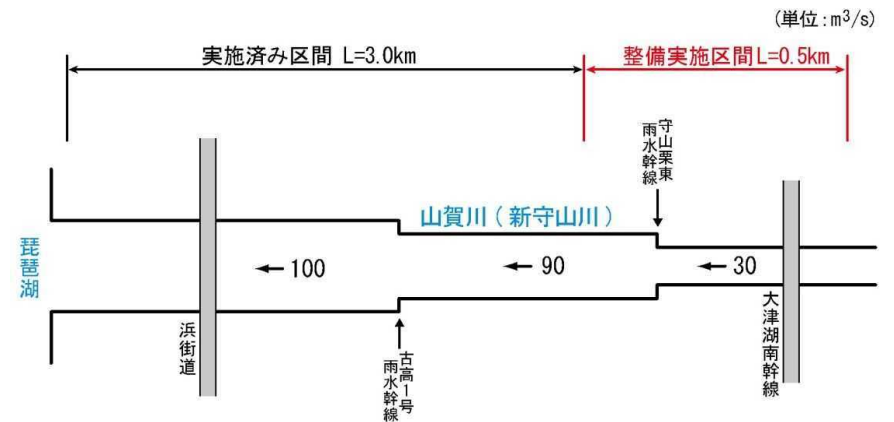 (単位:m³/s)
実施済み区間 L=3.0km
整備実施区間L=0.5km
守山栗東
雨水幹線
山賀川(新守山川)
琵琶湖
← 100
← 90
← 30
浜街道
古高1号
雨水幹線
大津湖南幹線